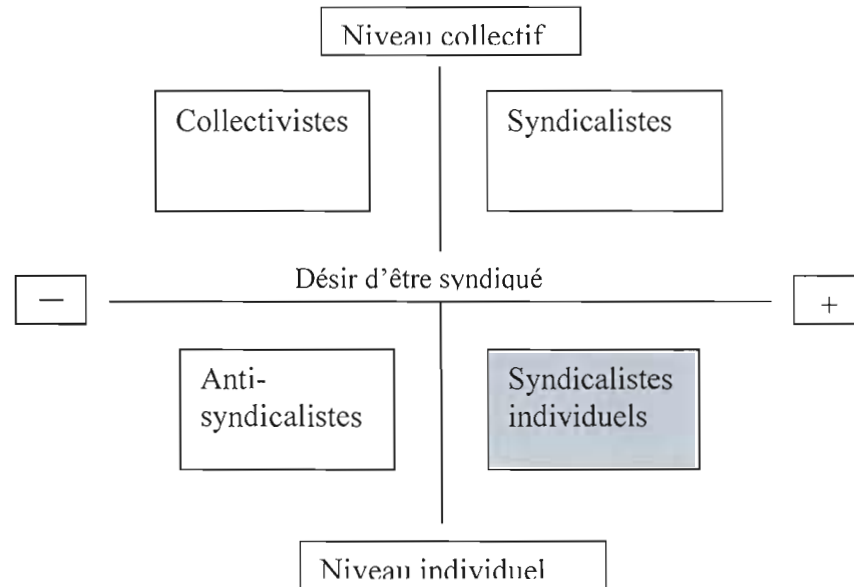 Niveau collectif
Collectivistes
Syndicalistes
Désir d'être syndiqué
—
+
Anti-
syndicalistes
Syndicalistes
individuels
Niveau individuel